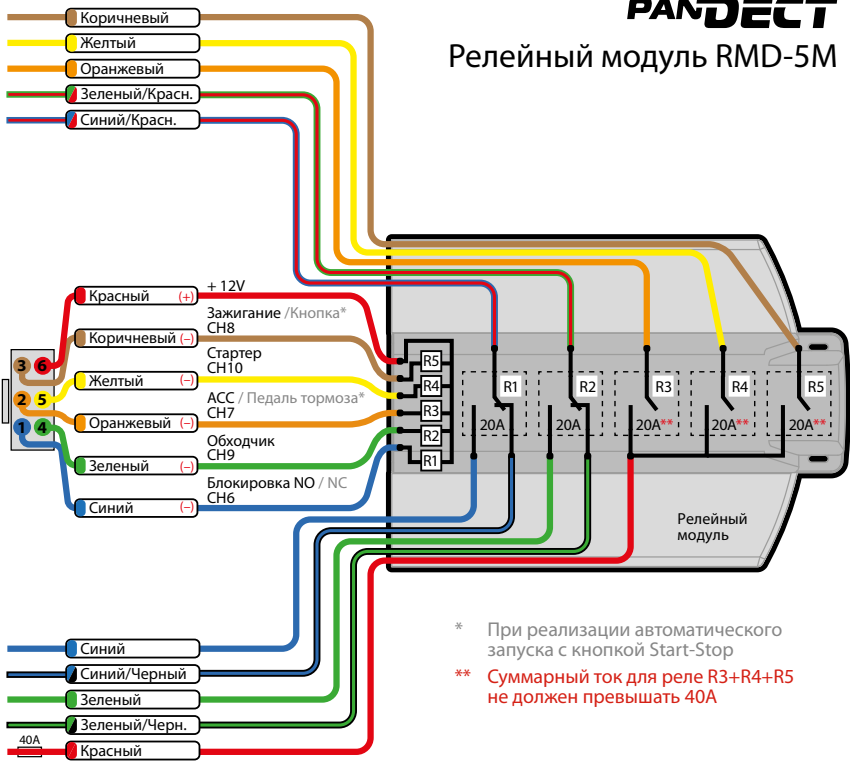 PANDECT
Релейный модуль RMD-5M
Коричневый
Желтый
Оранжевый
Зеленый/Красн.
Синий/Красн.
Красный (+)
+ 12V
Зажигание /Кнопка*
CH8
Коричневый (–)
Стартер
CH10
Желтый (–)
ACC / Педаль тормоза*
CH7
Оранжевый (–)
Обходчик
CH9
Зеленый (–)
Блокировка NO / NC
CH6
Синий (–)
3 6
2 5
1 4
R5
R4
R3
R2
R1
R1 R2 R3 R4 R5
20A 20A 20A** 20A** 20A**
Релейный
модуль
Синий
Синий/Черный
Зеленый
Зеленый/Черн.
40A
Красный
* При реализации автоматического
запуска с кнопкой Start-Stop
** Суммарный ток для реле R3+R4+R5
не должен превышать 40А